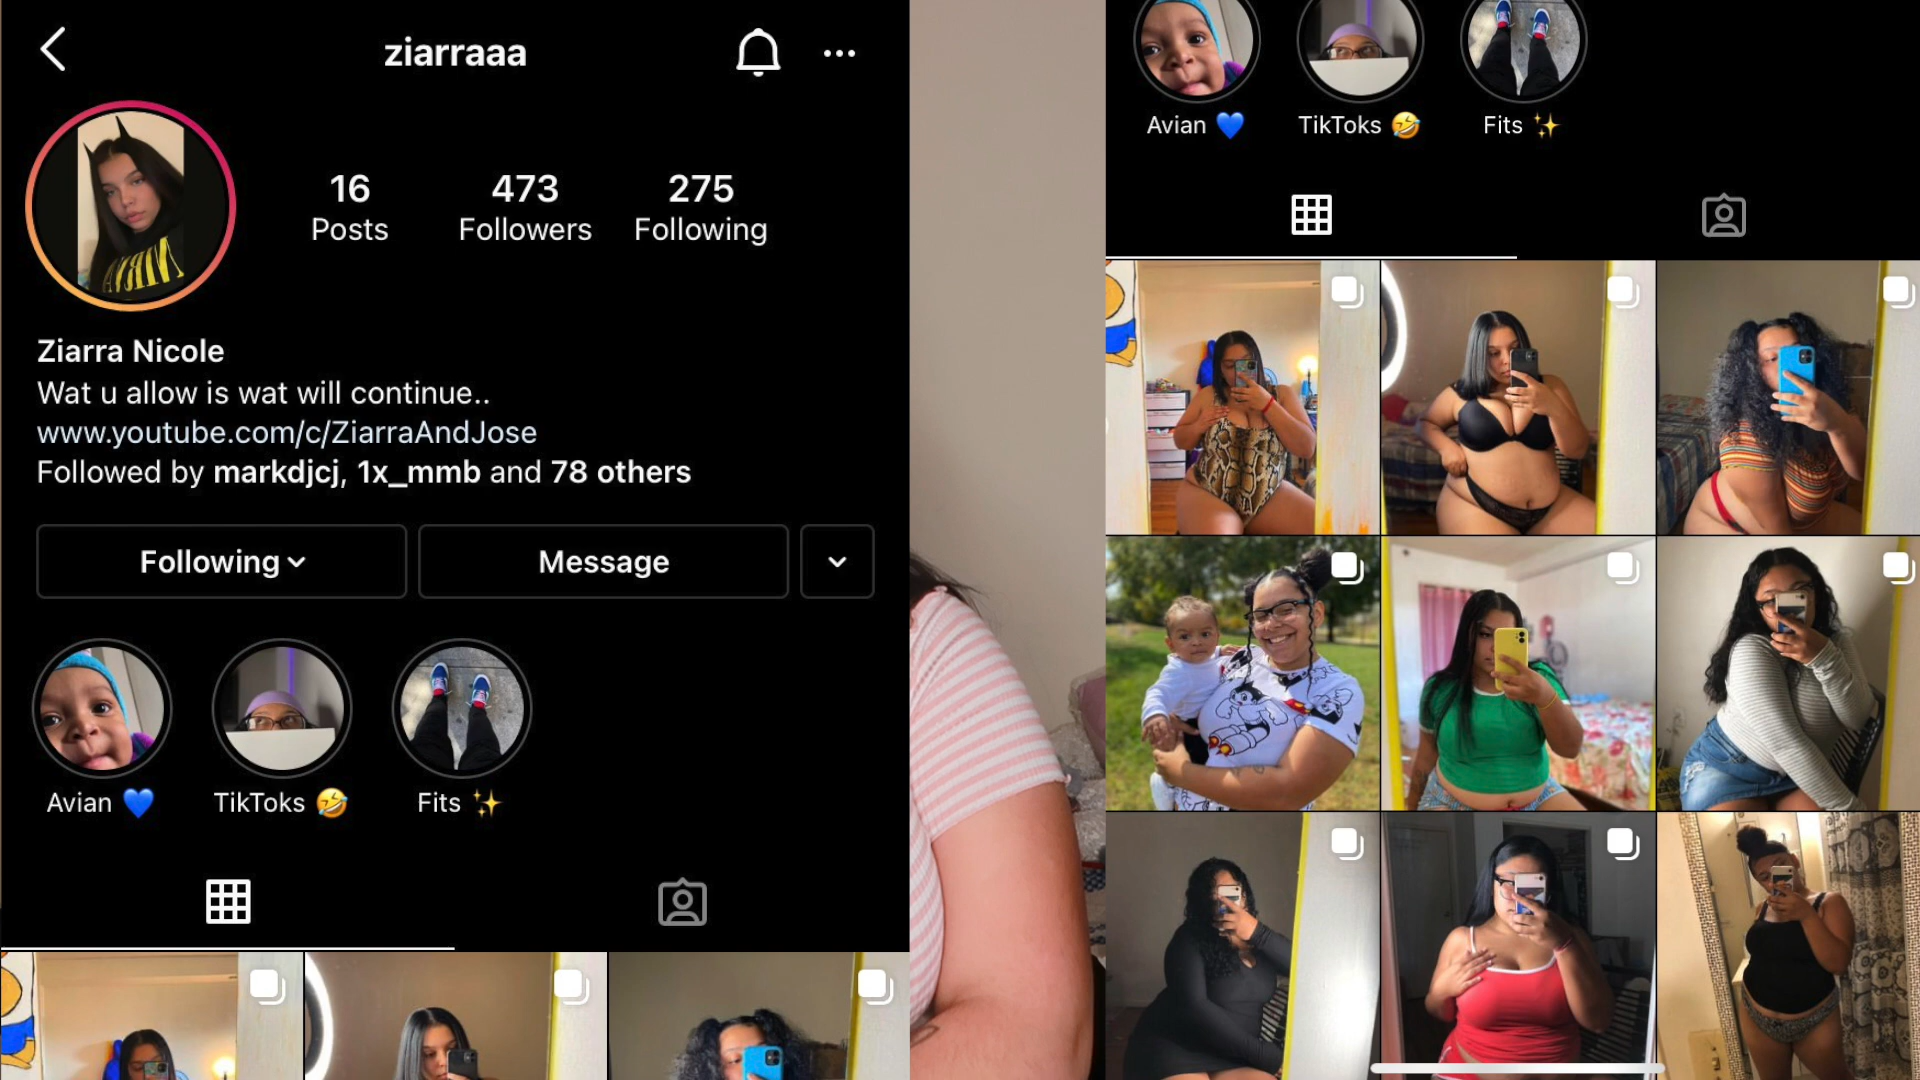 ziarraaa
16
473
275
Posts
Followers
Following
Ziarra Nicole
Wat u allow is wat will continue..
www.youtube.com/c/ZiarraAndJose
Followed by markdjcj, 1x_mmb and 78 others
Following
Message
Avian 💙
TikToks 🤣
Fits ✨
Avian 💙
TikToks 🤣
Fits ✨